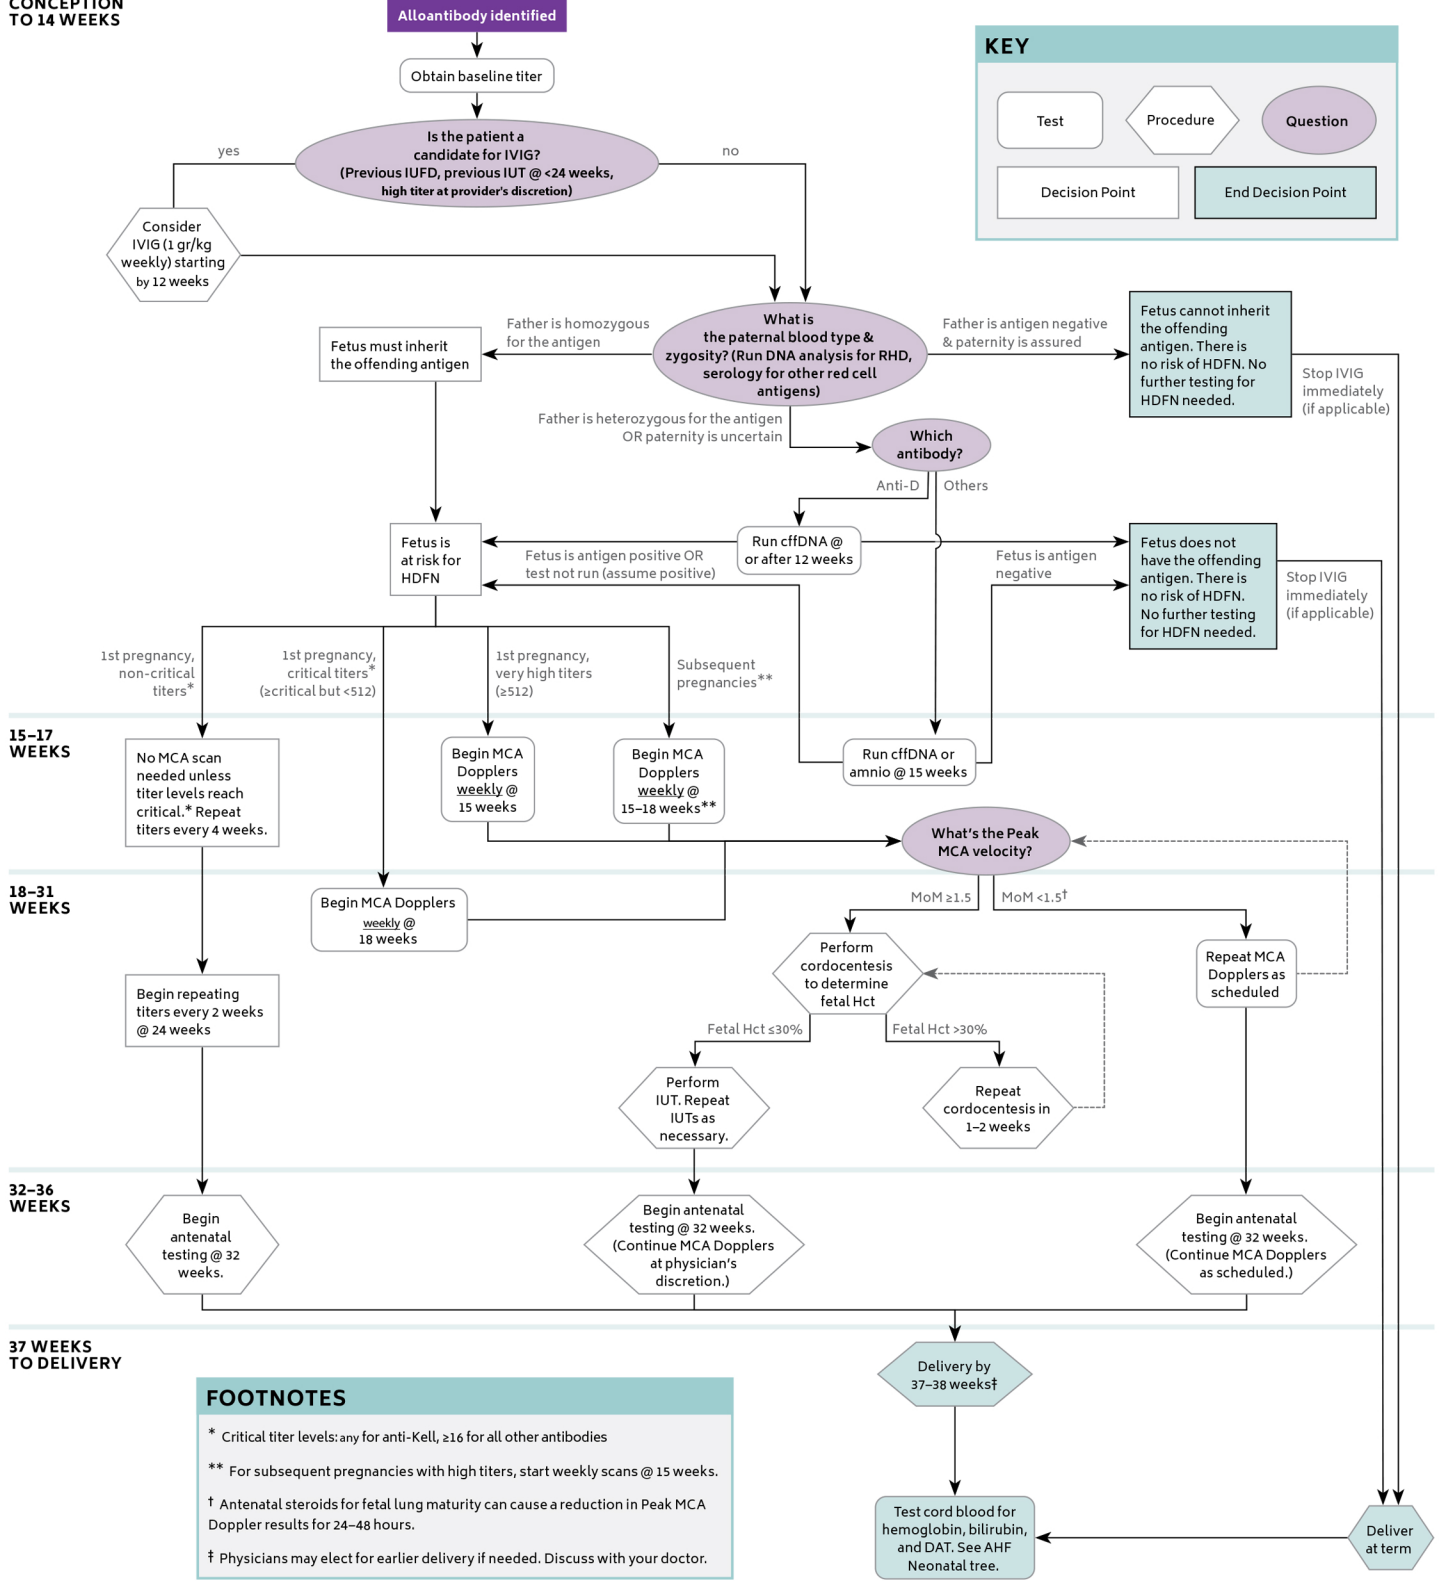 CONCEPTION
TO 14 WEEKS
Alloantibody identified
Obtain baseline titer
Is the patient a
candidate for IVIG?
(Previous IUFD, previous IUT @ <24 weeks,
high titer at provider's discretion)
yes
no
Consider
IVIG (1 gr/kg
weekly) starting
by 12 weeks
KEY
Test
Procedure
Question
Decision Point
End Decision Point
What is
the paternal blood type &
zygosity? (Run DNA analysis for RHD,
serology for other red cell
antigens)
Father is homozygous
for the antigen
Fetus must inherit
the offending antigen
Father is antigen negative
& paternity is assured
Fetus cannot inherit
the offending
antigen. There is
no risk of HDFN. No
further testing for
HDFN needed.
Stop IVIG
immediately
(if applicable)
Father is heterozygous for the antigen
OR paternity is uncertain
Which
antibody?
Anti-D
Others
Run cffDNA @
or after 12 weeks
Fetus is
at risk for
HDFN
Fetus is antigen positive OR
test not run (assume positive)
Fetus is antigen
negative
Fetus does not
have the offending
antigen. There is
no risk of HDFN.
No further testing
for HDFN needed.
Stop IVIG
immediately
(if applicable)
1st pregnancy,
non-critical
titers*
1st pregnancy,
critical titers*
(≥critical but <512)
1st pregnancy,
very high titers
(≥512)
Subsequent
pregnancies**
15–17
WEEKS
No MCA scan
needed unless
titer levels reach
critical.* Repeat
titers every 4 weeks.
Begin MCA
Dopplers
weekly @
15 weeks
Begin MCA
Dopplers
weekly @
15–18 weeks**
Run cffDNA or
amnio @ 15 weeks
What's the Peak
MCA velocity?
18–31
WEEKS
Begin MCA Dopplers
weekly @
18 weeks
MoM ≥1.5
MoM <1.5†
Perform
cordocentesis
to determine
fetal Hct
Repeat MCA
Dopplers as
scheduled
Begin repeating
titers every 2 weeks
@ 24 weeks
Fetal Hct ≤30%
Fetal Hct >30%
Perform
IUT. Repeat
IUTs as
necessary.
Repeat
cordocentesis in
1–2 weeks
32–36
WEEKS
Begin
antenatal
testing @ 32
weeks.
Begin antenatal
testing @ 32 weeks.
(Continue MCA Dopplers
at physician's
discretion.)
Begin antenatal
testing @ 32 weeks.
(Continue MCA Dopplers
as scheduled.)
37 WEEKS
TO DELIVERY
Delivery by
37–38 weeks‡
Test cord blood for
hemoglobin, bilirubin,
and DAT. See AHF
Neonatal tree.
Deliver
at term
FOOTNOTES
* Critical titer levels: any for anti-Kell, ≥16 for all other antibodies
** For subsequent pregnancies with high titers, start weekly scans @ 15 weeks.
† Antenatal steroids for fetal lung maturity can cause a reduction in Peak MCA
Doppler results for 24–48 hours.
‡ Physicians may elect for earlier delivery if needed. Discuss with your doctor.